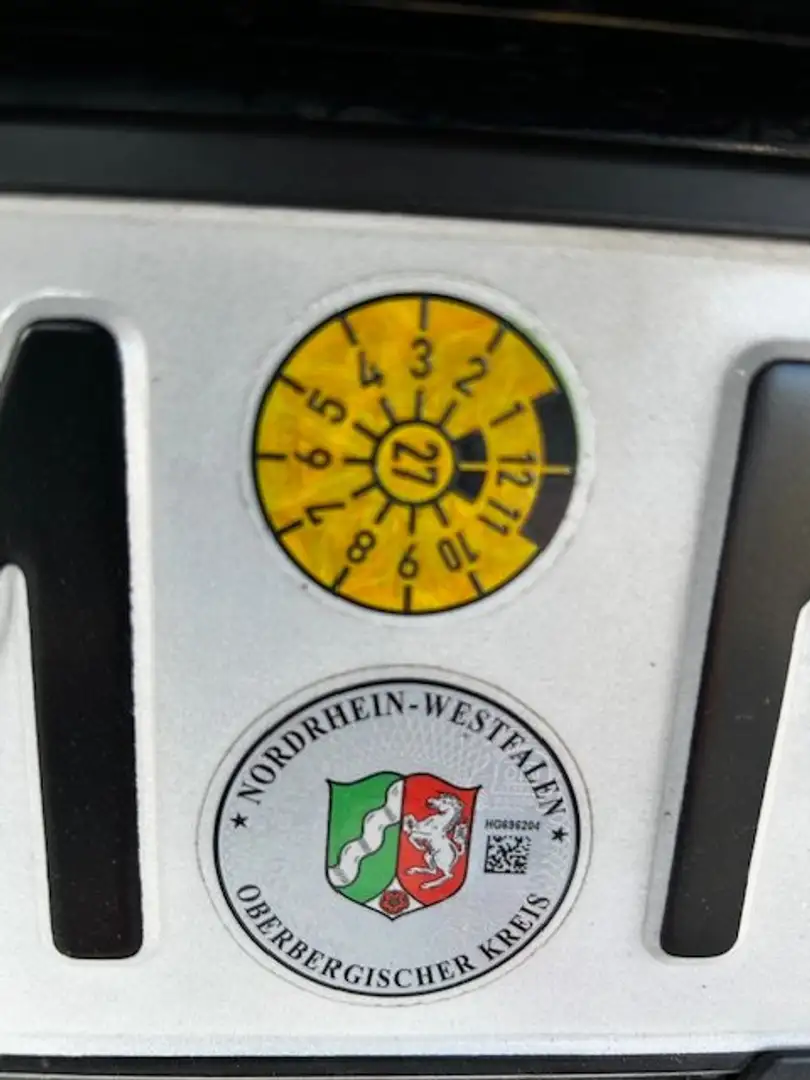 1 2 3 4 5 6 7 8 9 10 11 12
27
NORDRHEIN-WESTFALEN
HG696204
OBERBERGISCHER KREIS